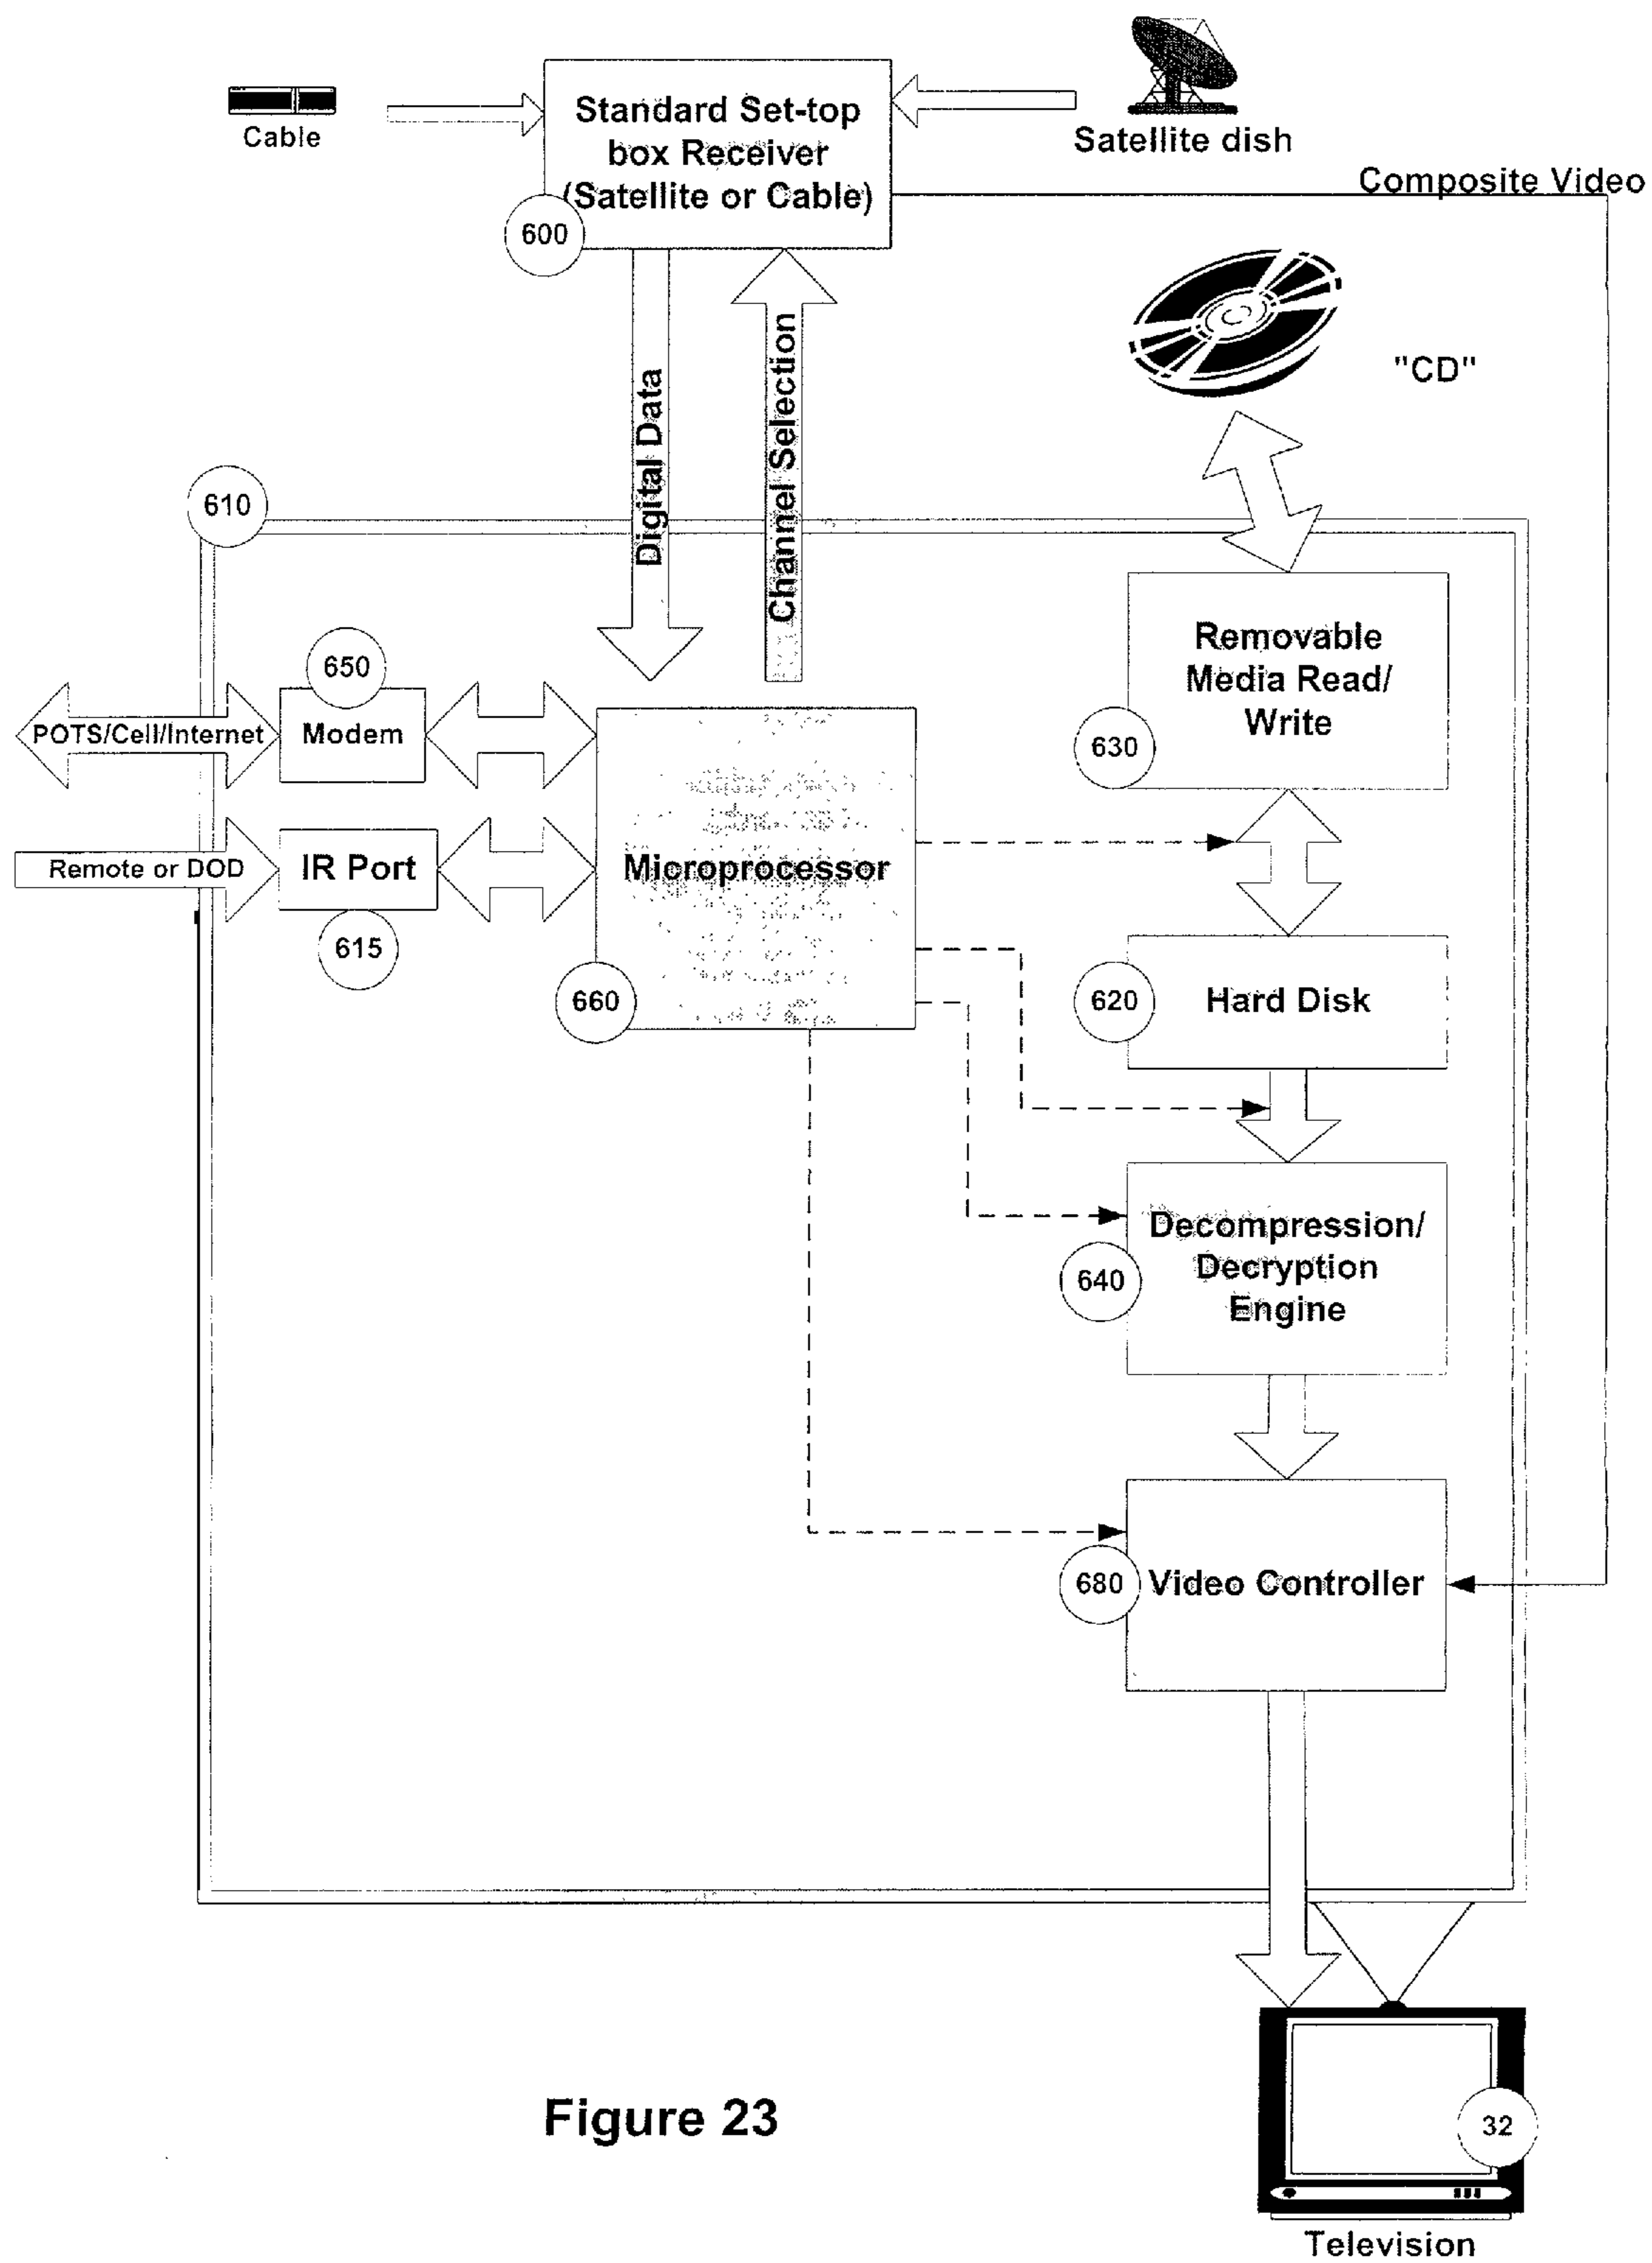 Cable
Standard Set-top
box Receiver
(Satellite or Cable)
600
Satellite dish
Composite Video
"CD"
Digital Data
Channel Selection
610
650
POTS/Cell/Internet
Modem
Remote or DOD
IR Port
615
Microprocessor
660
Removable
Media Read/
Write
630
620
Hard Disk
Decompression/
Decryption
Engine
640
680
Video Controller
Figure 23
32
Television